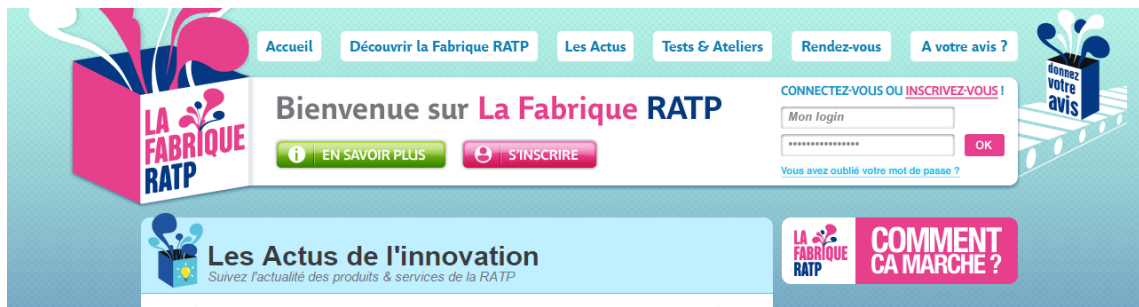 Accueil
Découvrir la Fabrique RATP
Les Actus
Tests & Ateliers
Rendez-vous
A votre avis ?
donnez
votre
avis
LA
FABRIQUE
RATP
Bienvenue sur La Fabrique RATP
EN SAVOIR PLUS
S'INSCRIRE
CONNECTEZ-VOUS OU INSCRIVEZ-VOUS !
Mon login
••••••••••••••••
OK
Vous avez oublié votre mot de passe ?
Les Actus de l'innovation
Suivez l'actualité des produits & services de la RATP
LA
FABRIQUE
RATP
COMMENT
CA MARCHE ?